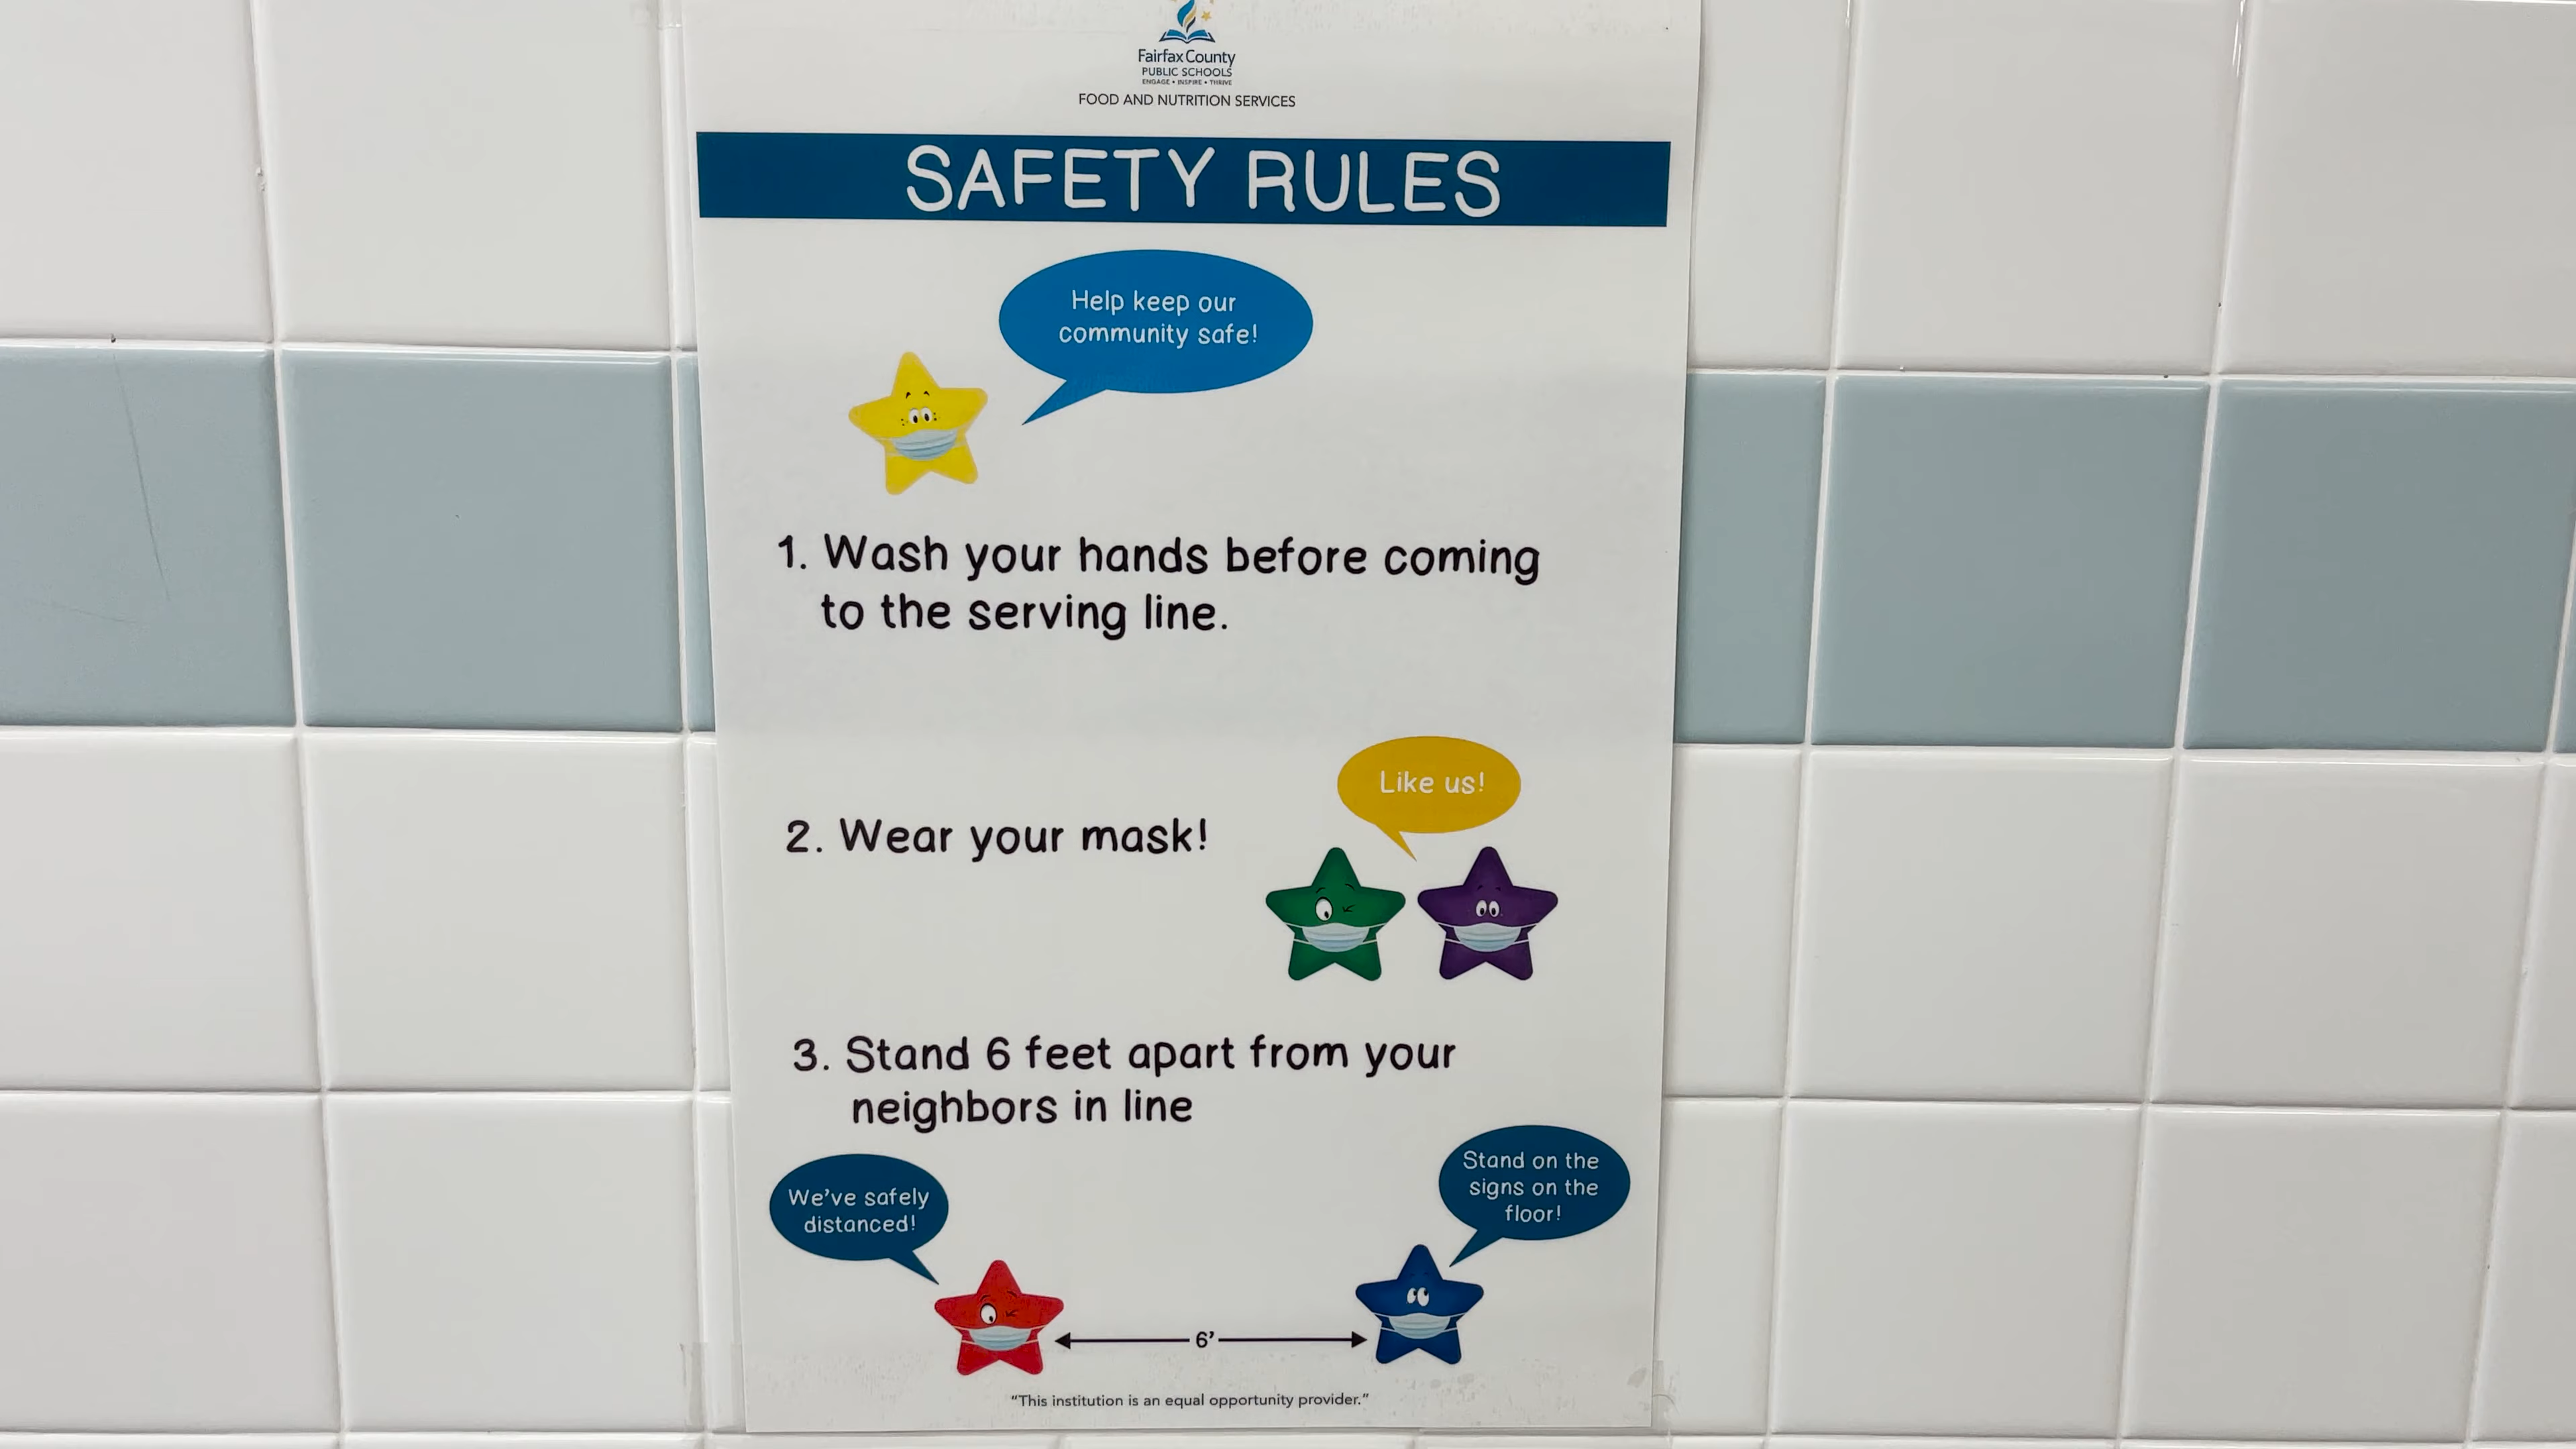 Fairfax County
PUBLIC SCHOOLS
ENGAGE • INSPIRE • THRIVE
FOOD AND NUTRITION SERVICES
SAFETY RULES
Help keep our
community safe!
1. Wash your hands before coming
to the serving line.
Like us!
2. Wear your mask!
3. Stand 6 feet apart from your
neighbors in line
We've safely
distanced!
Stand on the
signs on the
floor!
6'
"This institution is an equal opportunity provider."